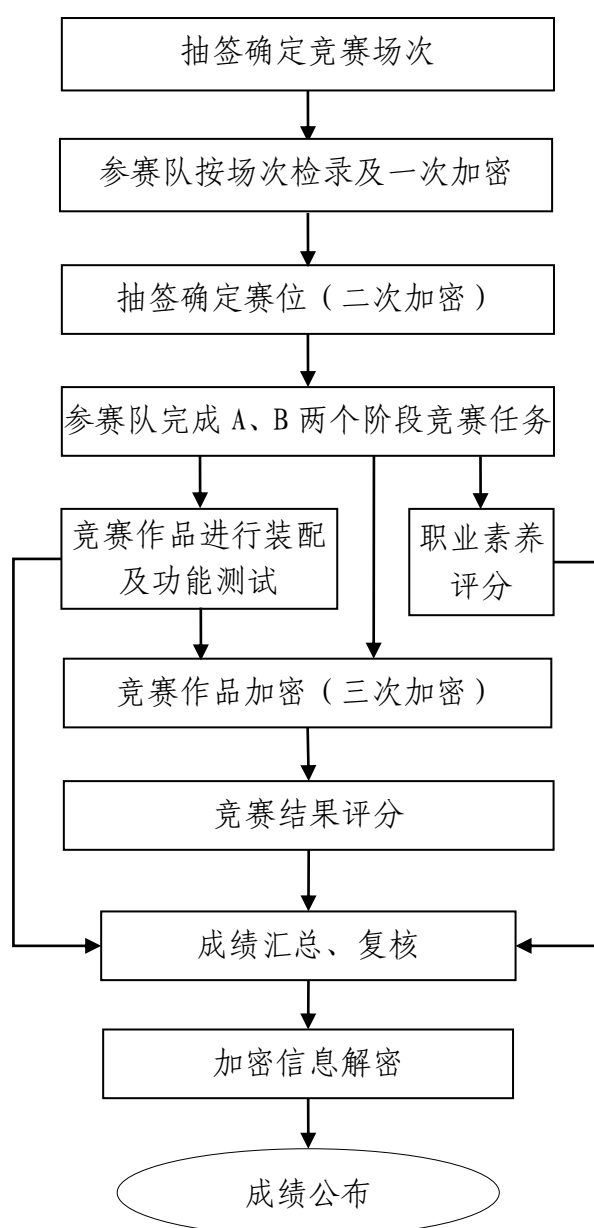 抽签确定竞赛场次
参赛队按场次检录及一次加密
抽签确定赛位（二次加密）
参赛队完成 A、B 两个阶段竞赛任务
竞赛作品进行装配
及功能测试
职业素养
评分
竞赛作品加密（三次加密）
竞赛结果评分
成绩汇总、复核
加密信息解密
成绩公布